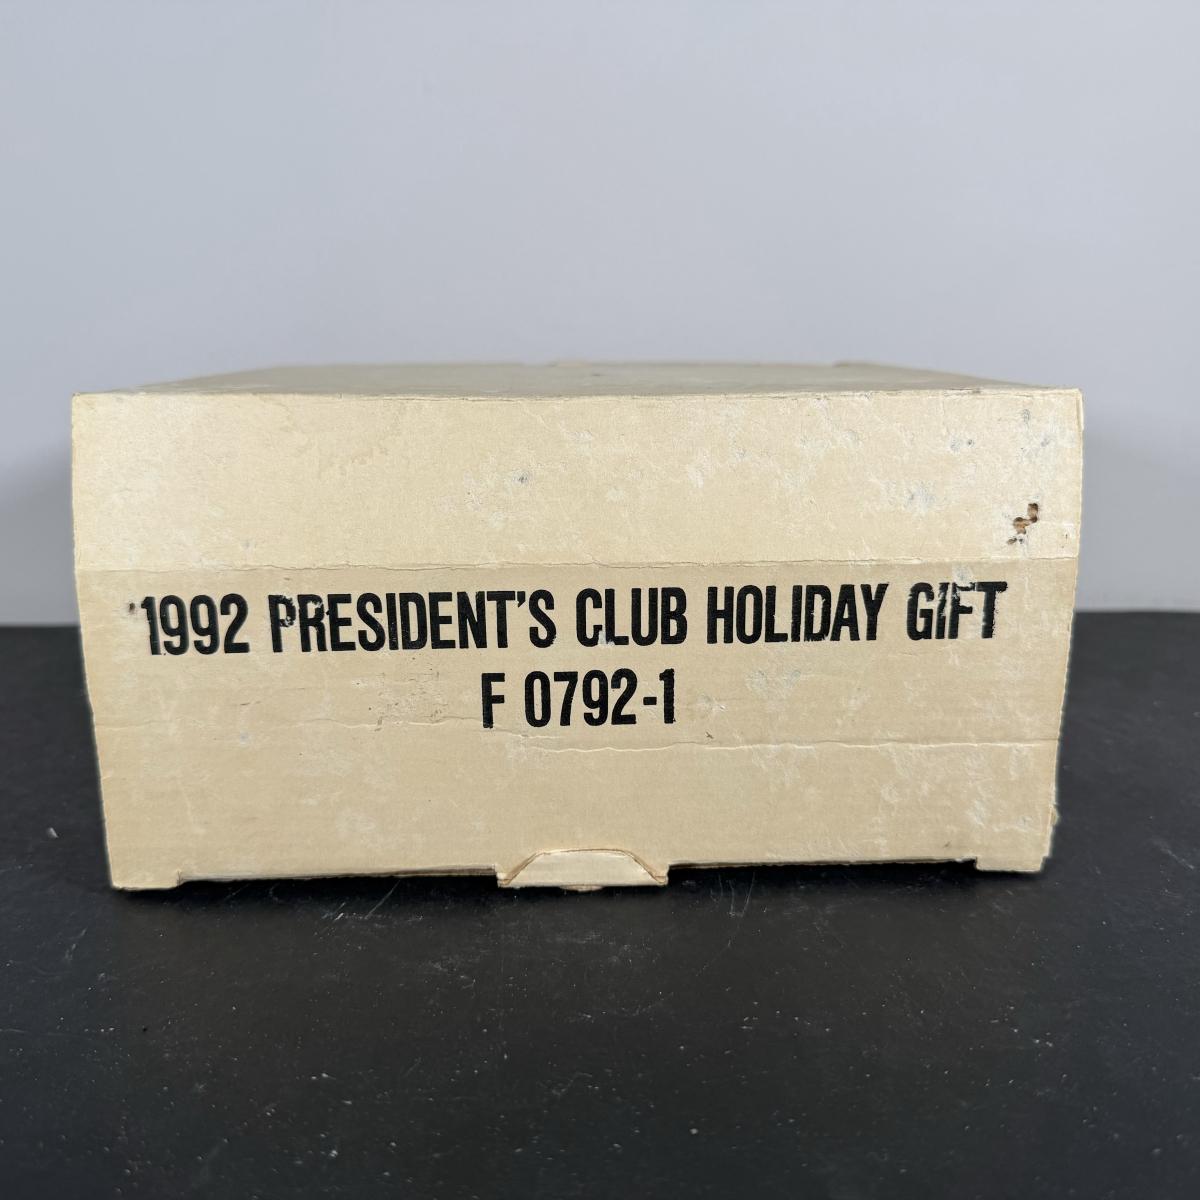 1992 PRESIDENT'S CLUB HOLIDAY GIFT
F 0792-1